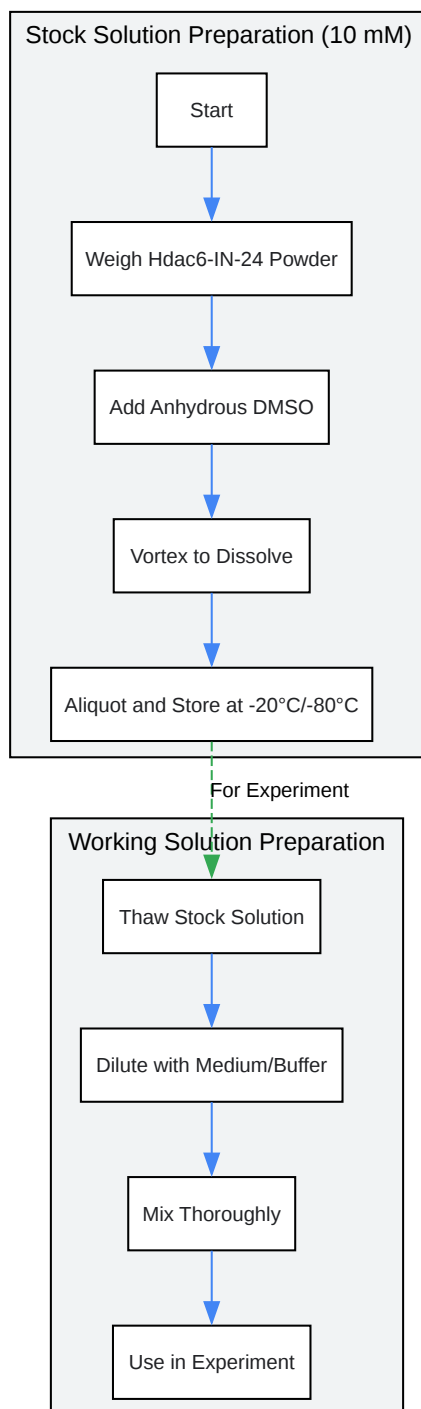 Stock Solution Preparation (10 mM)
Start
Weigh Hdac6-IN-24 Powder
Add Anhydrous DMSO
Vortex to Dissolve
Aliquot and Store at -20°C/-80°C
For Experiment
Working Solution Preparation
Thaw Stock Solution
Dilute with Medium/Buffer
Mix Thoroughly
Use in Experiment